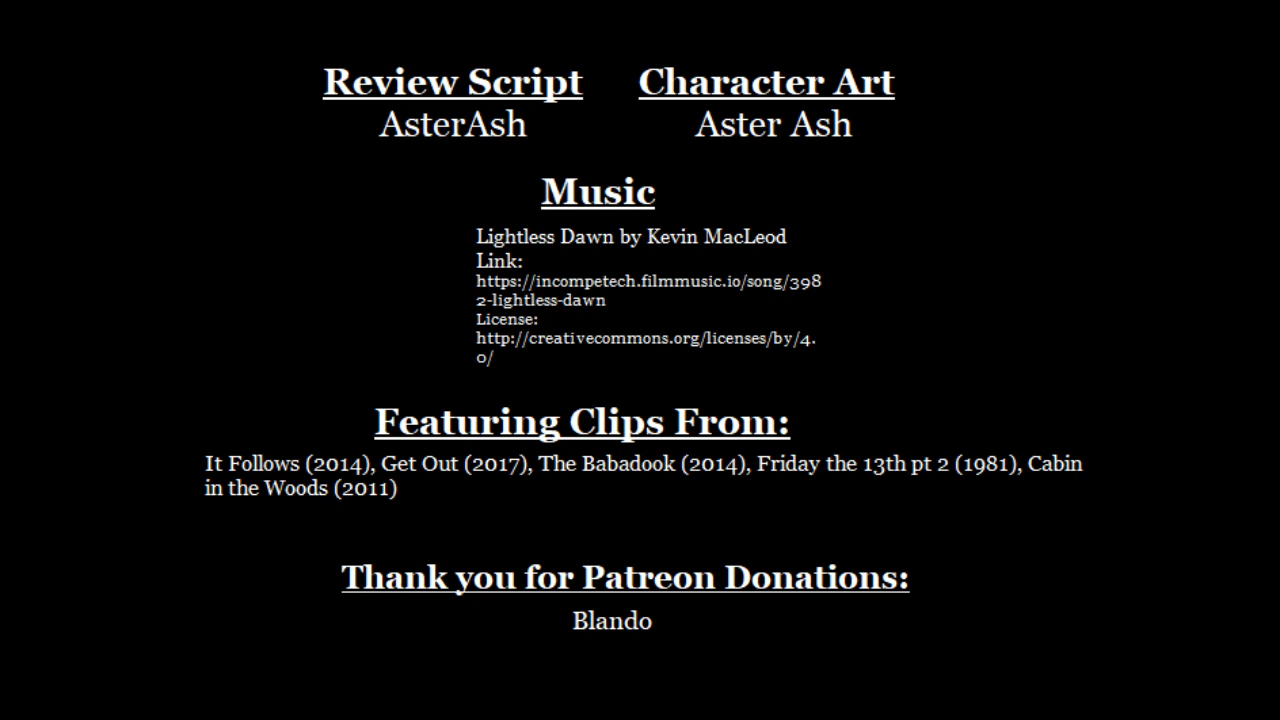 Review Script
AsterAsh
Character Art
Aster Ash
Music
Lightless Dawn by Kevin MacLeod
Link:
https://incompetech.filmmusic.io/song/398
2-lightless-dawn
License:
http://creativecommons.org/licenses/by/4.
0/
Featuring Clips From:
It Follows (2014), Get Out (2017), The Babadook (2014), Friday the 13th pt 2 (1981), Cabin
in the Woods (2011)
Thank you for Patreon Donations:
Blando